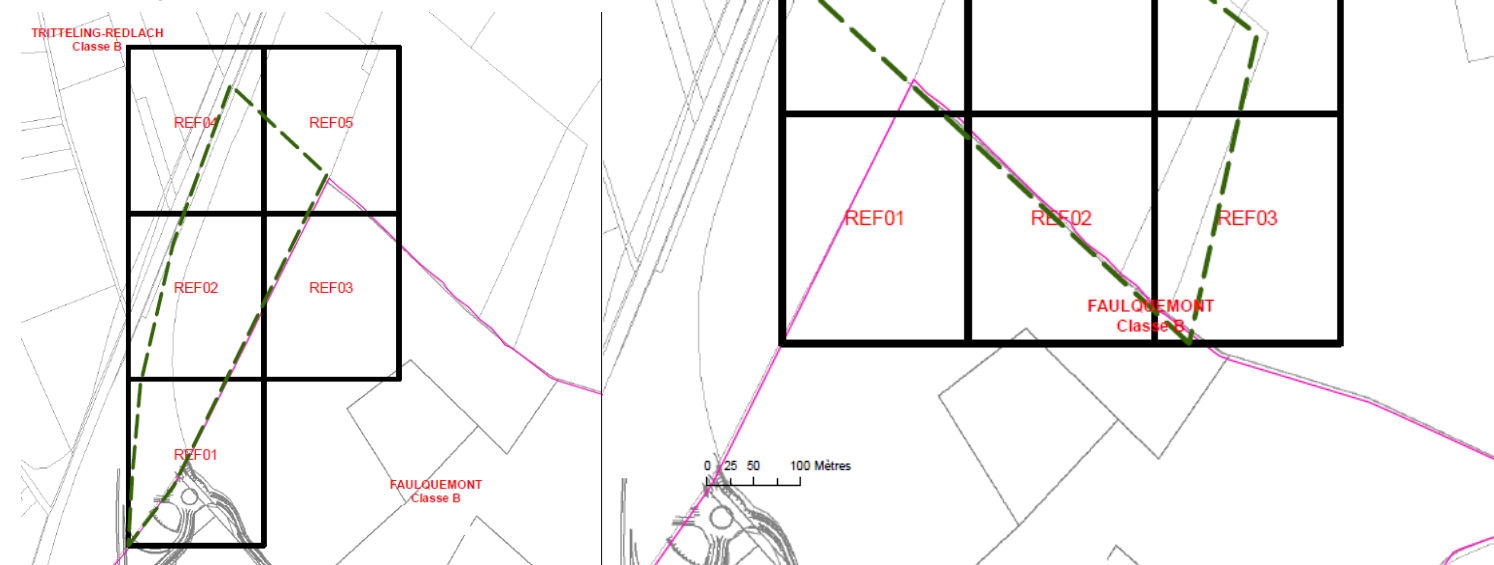 TRITTELING-REDLACH
Classe B
REF04
REF05
REF02
REF03
REF01
FAULQUEMONT
Classe B
REF01
REF02
REF03
FAULQUEMONT
Classe B
0 25 50 100 Mètres